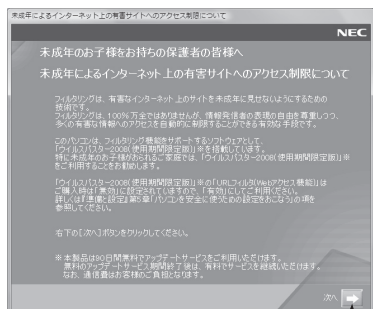 未成年によるインターネット上の有害サイトへのアクセス制限について
NEC
未成年のお子様をお持ちの保護者の皆様へ
未成年によるインターネット上の有害サイトへのアクセス制限について
フィルタリングは、有害なインターネット上のサイトを未成年に見せないようにするための
技術です。
フィルタリングは、100%万全ではありませんが、情報発信者の表現の自由を尊重しつつ、
多くの有害な情報へのアクセスを自動的に制限することができる有効な手段です。
このパソコンは、フィルタリング機能をサポートするソフトウェアとして、
「ウイルスバスター2008(使用期間限定版)」※を搭載しています。
特に未成年のお子様がおられるご家庭では、「ウイルスバスター2008(使用期間限定版)」※
をご利用することをお勧めします。
「ウイルスバスター2008(使用期間限定版)」※の「URLフィルタ(Webアクセス機能)」は
ご購入時は「無効」に設定されていますので、「有効」にしてご利用ください。
詳しくは『準備と設定』第5章「パソコンを安全に使うための設定をおこなう」の項を
参照してください。
右下の[次へ]ボタンをクリックしてください。
※本製品は90日間無料でアップデートサービスをご利用いただけます。
無料のアップデートサービス期間終了後は、有料でサービスを継続いただけます。
なお、通信費はお客様のご負担となります。
次へ